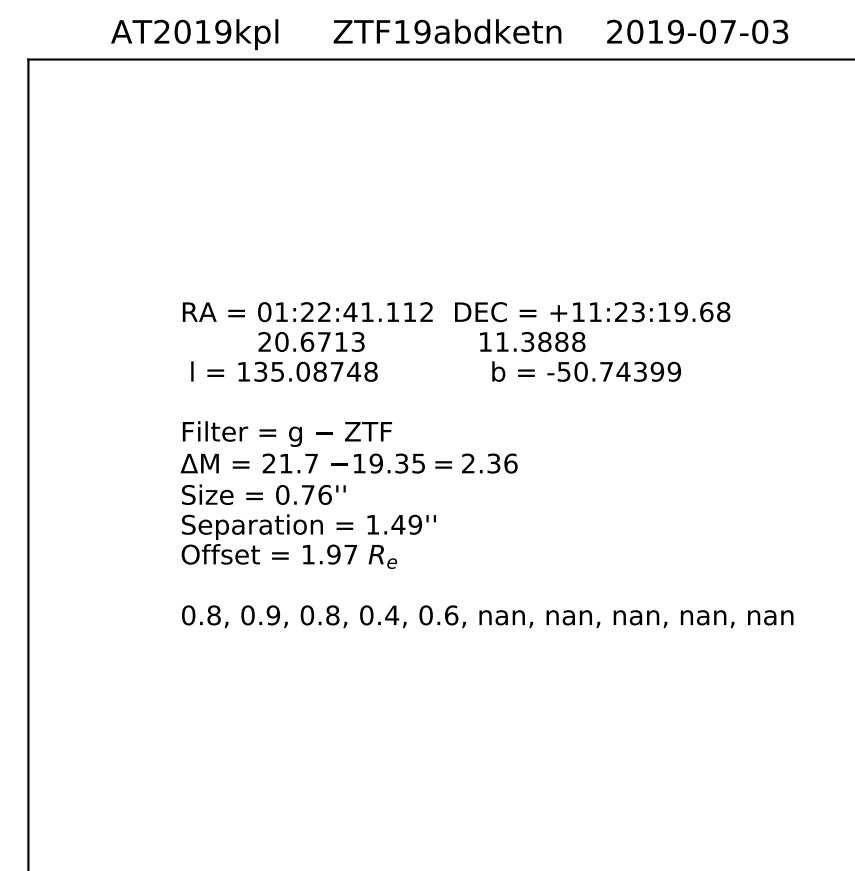 AT2019kpl ZTF19abdketn 2019-07-03
RA = 01:22:41.112 DEC = +11:23:19.68
20.6713 11.3888
l = 135.08748 b = -50.74399
Filter = g − ZTF
ΔM = 21.7 −19.35 = 2.36
Size = 0.76''
Separation = 1.49''
Offset = 1.97 Rₑ
0.8, 0.9, 0.8, 0.4, 0.6, nan, nan, nan, nan, nan